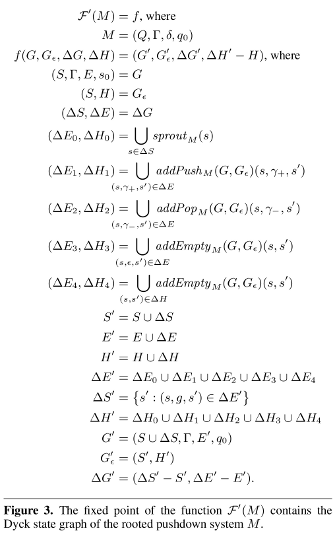 𝓕′(M) = f, where
M = (Q, Γ, δ, q₀)
f(G, G_ϵ, ΔG, ΔH) = (G′, G′_ϵ, ΔG′, ΔH′ − H), where
(S, Γ, E, s₀) = G
(S, H) = G_ϵ
(ΔS, ΔE) = ΔG
(ΔE₀, ΔH₀) = ⋃_{s∈ΔS} sprout_M(s)
(ΔE₁, ΔH₁) = ⋃_{(s,γ₊,s′)∈ΔE} addPush_M(G, G_ϵ)(s, γ₊, s′)
(ΔE₂, ΔH₂) = ⋃_{(s,γ₋,s′)∈ΔE} addPop_M(G, G_ϵ)(s, γ₋, s′)
(ΔE₃, ΔH₃) = ⋃_{(s,ϵ,s′)∈ΔE} addEmpty_M(G, G_ϵ)(s, s′)
(ΔE₄, ΔH₄) = ⋃_{(s,s′)∈ΔH} addEmpty_M(G, G_ϵ)(s, s′)
S′ = S ∪ ΔS
E′ = E ∪ ΔE
H′ = H ∪ ΔH
ΔE′ = ΔE₀ ∪ ΔE₁ ∪ ΔE₂ ∪ ΔE₃ ∪ ΔE₄
ΔS′ = {s′ : (s, g, s′) ∈ ΔE′}
ΔH′ = ΔH₀ ∪ ΔH₁ ∪ ΔH₂ ∪ ΔH₃ ∪ ΔH₄
G′ = (S ∪ ΔS, Γ, E′, q₀)
G′_ϵ = (S′, H′)
ΔG′ = (ΔS′ − S′, ΔE′ − E′).
Figure 3. The fixed point of the function 𝓕′(M) contains the
Dyck state graph of the rooted pushdown system M.